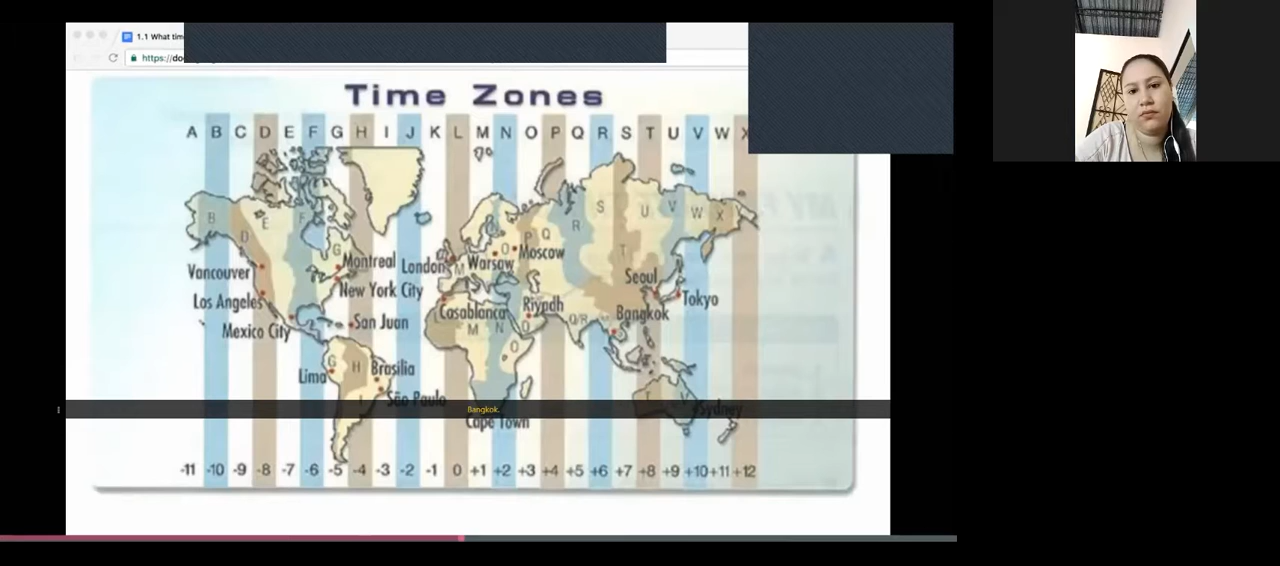 1.1 What tim
https://do
Time Zones
A B C D E F G H I J K L M N O P Q R S T U V W X
B D E F G
M O P Q R S T U V W X
Vancouver
Montreal
London
Warsaw
Moscow
Seoul
Tokyo
Los Angeles
New York City
Casablanca
Riyadh
Bangkok
Mexico City
San Juan
M N O Q/R
Lima
Brasilia
G H I
São Paulo
Sydney
Bangkok.
Cape Town
-11 -10 -9 -8 -7 -6 -5 -4 -3 -2 -1 0 +1 +2 +3 +4 +5 +6 +7 +8 +9 +10 +11 +12